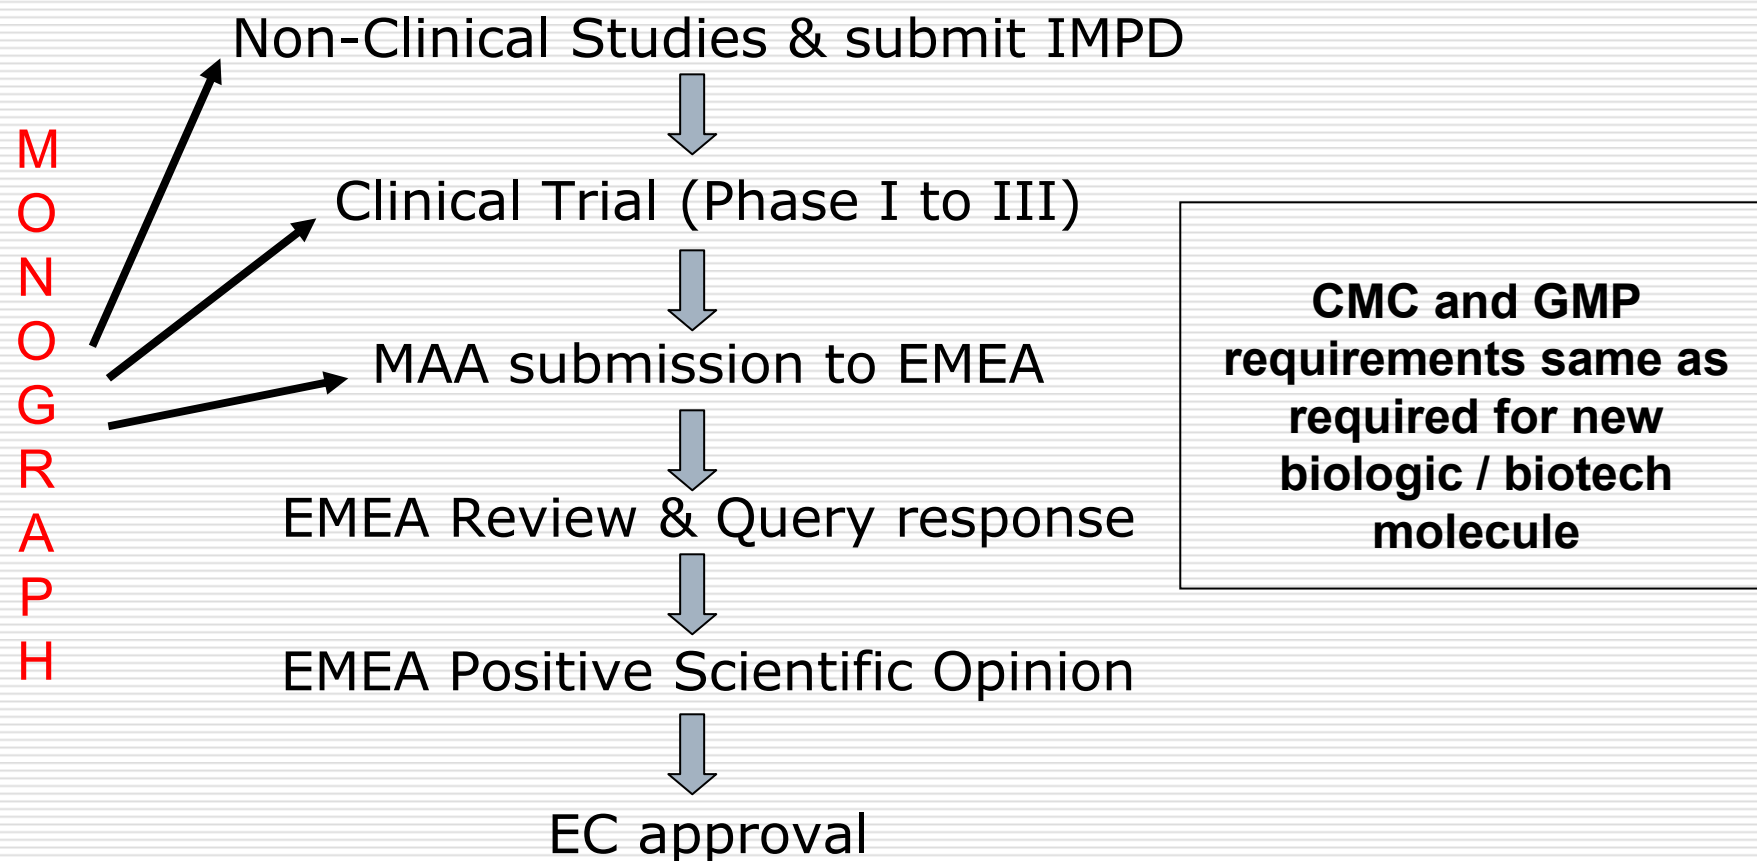 Non-Clinical Studies & submit IMPD
Clinical Trial (Phase I to III)
MAA submission to EMEA
EMEA Review & Query response
EMEA Positive Scientific Opinion
EC approval
M
O
N
O
G
R
A
P
H
CMC and GMP
requirements same as
required for new
biologic / biotech
molecule